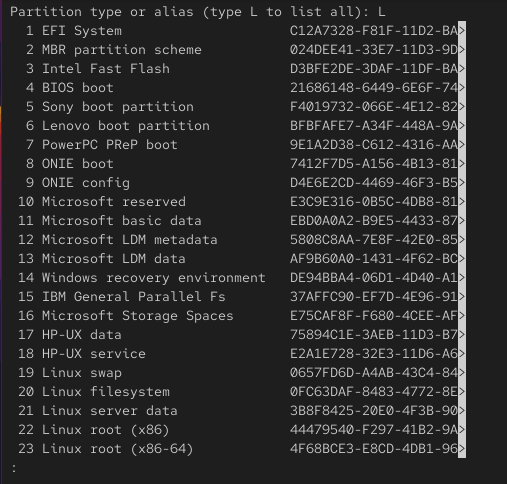 Partition type or alias (type L to list all): L
1 EFI System C12A7328-F81F-11D2-BA>
2 MBR partition scheme 024DEE41-33E7-11D3-9D>
3 Intel Fast Flash D3BFE2DE-3DAF-11DF-BA>
4 BIOS boot 21686148-6449-6E6F-74>
5 Sony boot partition F4019732-066E-4E12-82>
6 Lenovo boot partition BFBFAFE7-A34F-448A-9A>
7 PowerPC PReP boot 9E1A2D38-C612-4316-AA>
8 ONIE boot 7412F7D5-A156-4B13-81>
9 ONIE config D4E6E2CD-4469-46F3-B5>
10 Microsoft reserved E3C9E316-0B5C-4DB8-81>
11 Microsoft basic data EBD0A0A2-B9E5-4433-87>
12 Microsoft LDM metadata 5808C8AA-7E8F-42E0-85>
13 Microsoft LDM data AF9B60A0-1431-4F62-BC>
14 Windows recovery environment DE94BBA4-06D1-4D40-A1>
15 IBM General Parallel Fs 37AFFC90-EF7D-4E96-91>
16 Microsoft Storage Spaces E75CAF8F-F680-4CEE-AF>
17 HP-UX data 75894C1E-3AEB-11D3-B7>
18 HP-UX service E2A1E728-32E3-11D6-A6>
19 Linux swap 0657FD6D-A4AB-43C4-84>
20 Linux filesystem 0FC63DAF-8483-4772-8E>
21 Linux server data 3B8F8425-20E0-4F3B-90>
22 Linux root (x86) 44479540-F297-41B2-9A>
23 Linux root (x86-64) 4F68BCE3-E8CD-4DB1-96>
: